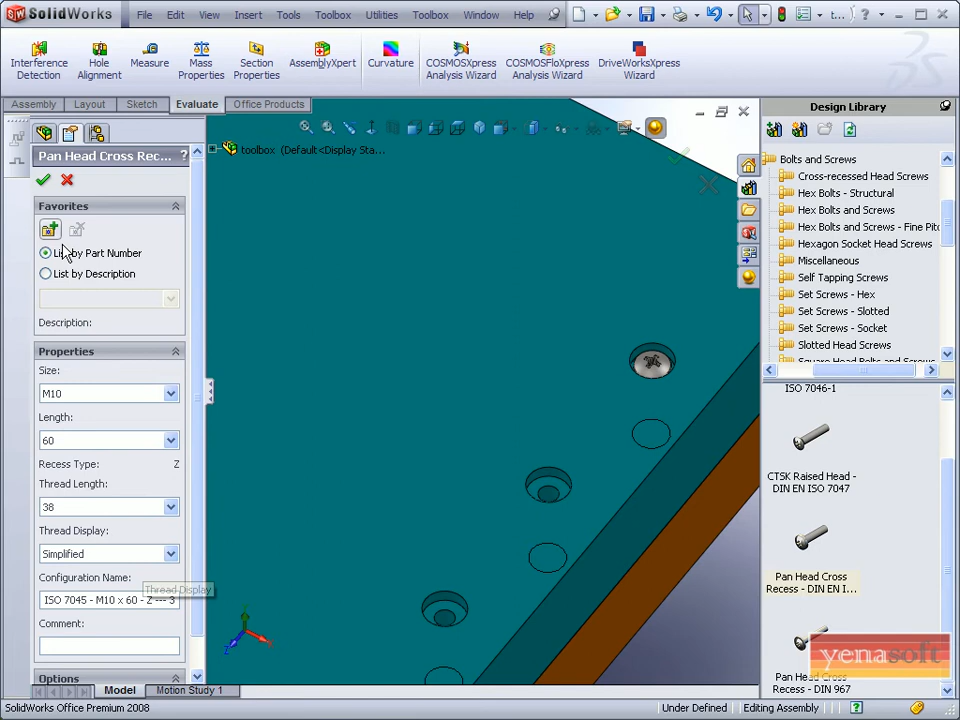 SolidWorks
File Edit View Insert Tools Toolbox Utilities Toolbox Window Help
t...
Interference Detection
Hole Alignment
Measure
Mass Properties
Section Properties
AssemblyXpert
Curvature
COSMOSXpress Analysis Wizard
COSMOSFloXpress Analysis Wizard
DriveWorksXpress Wizard
Assembly Layout Sketch Evaluate Office Products
Design Library
Pan Head Cross Rec... ?
toolbox (Default<Display Sta...
Favorites
List by Part Number
List by Description
Description:
Properties
Size:
M10
Length:
60
Recess Type: Z
Thread Length:
38
Thread Display:
Simplified
Configuration Name:
Thread Display
ISO 7045 - M10 x 60 - Z --- 3
Comment:
Options
Bolts and Screws
Cross-recessed Head Screws
Hex Bolts - Structural
Hex Bolts and Screws
Hex Bolts and Screws - Fine Pitc
Hexagon Socket Head Screws
Miscellaneous
Self Tapping Screws
Set Screws - Hex
Set Screws - Slotted
Set Screws - Socket
Slotted Head Screws
Square Head Bolts and Screws
ISO 7046-1
CTSK Raised Head -
DIN EN ISO 7047
Pan Head Cross
Recess - DIN EN I...
yenasoft
Pan Head Cross
Recess - DIN 967
Model Motion Study 1
SolidWorks Office Premium 2008 Under Defined Editing Assembly